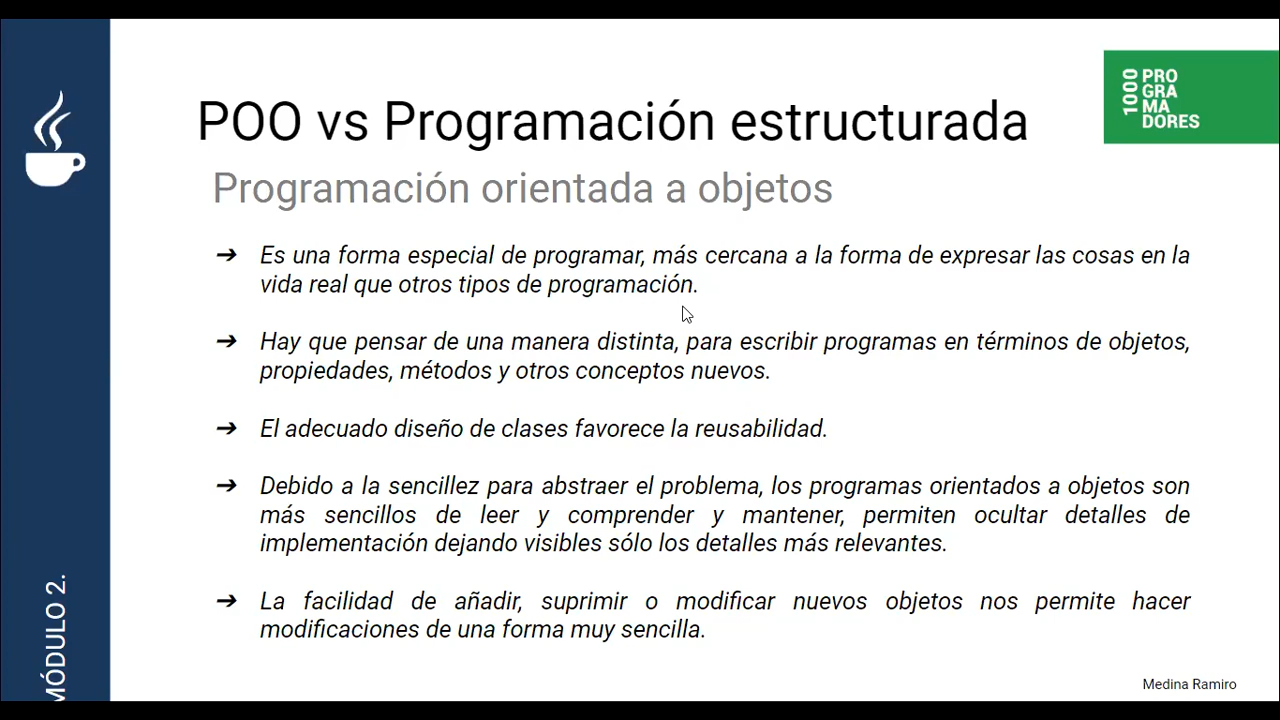 POO vs Programación estructurada
1000
PRO
GRA
MA
DORES
Programación orientada a objetos
➔ Es una forma especial de programar, más cercana a la forma de expresar las cosas en la
vida real que otros tipos de programación.
➔ Hay que pensar de una manera distinta, para escribir programas en términos de objetos,
propiedades, métodos y otros conceptos nuevos.
➔ El adecuado diseño de clases favorece la reusabilidad.
➔ Debido a la sencillez para abstraer el problema, los programas orientados a objetos son
más sencillos de leer y comprender y mantener, permiten ocultar detalles de
implementación dejando visibles sólo los detalles más relevantes.
➔ La facilidad de añadir, suprimir o modificar nuevos objetos nos permite hacer
modificaciones de una forma muy sencilla.
MÓDULO 2.
Medina Ramiro